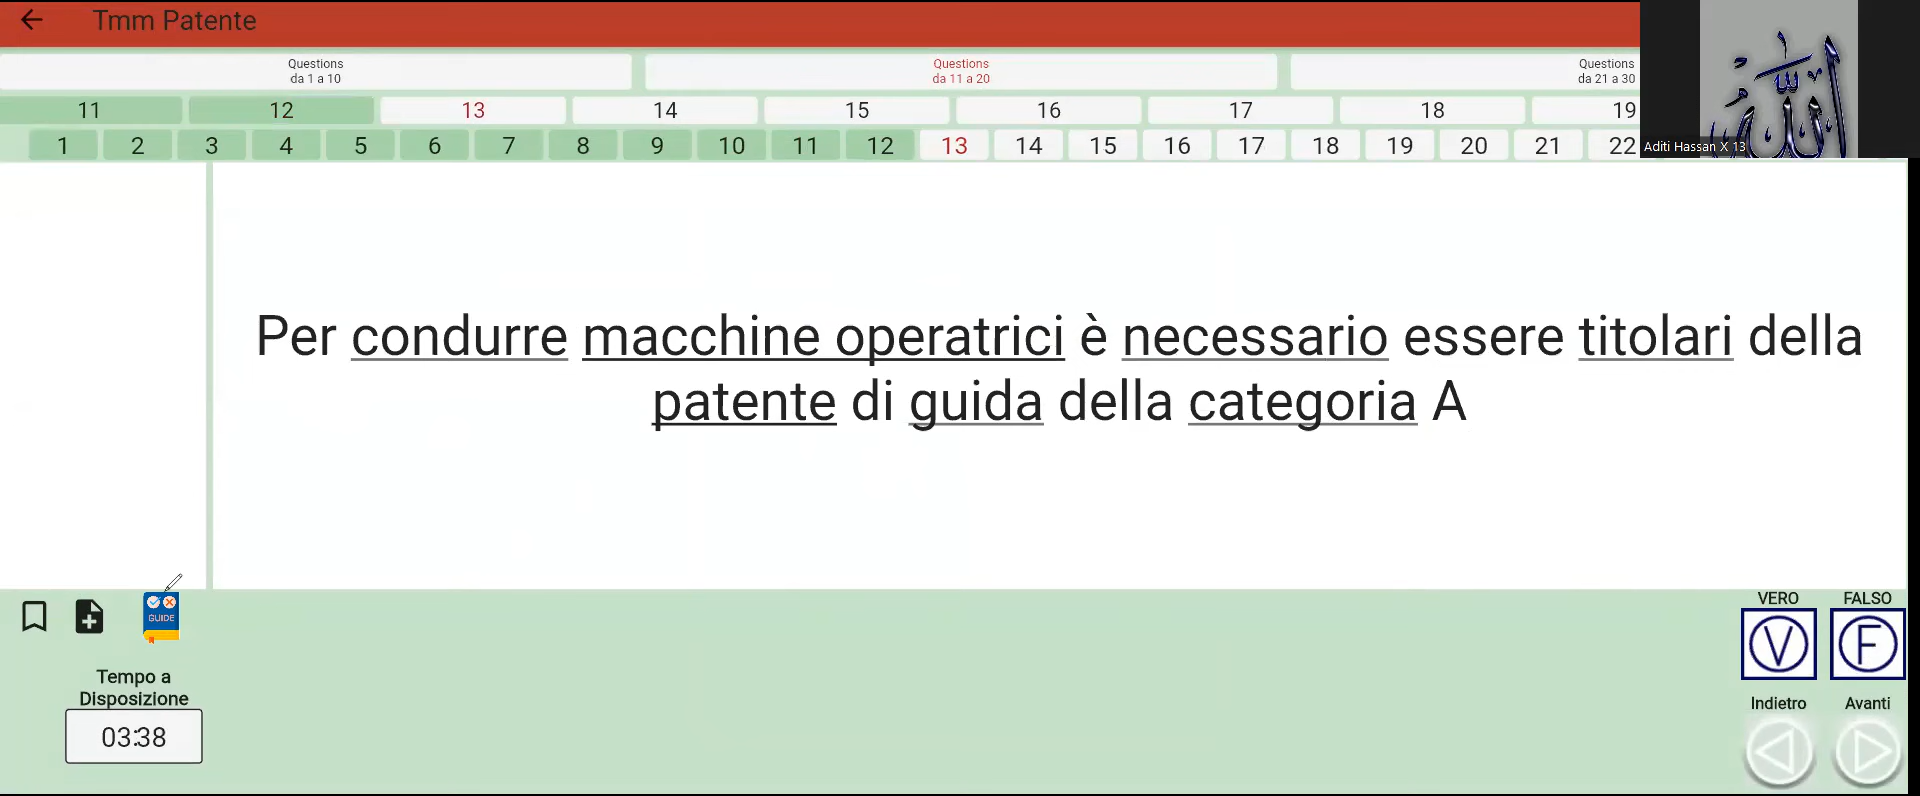 Tmm Patente
Questions
da 1 a 10
Questions
da 11 a 20
Questions
da 21 a 30
11 12 13 14 15 16 17 18 19
1 2 3 4 5 6 7 8 9 10 11 12 13 14 15 16 17 18 19 20 21 22
الله
Aditi Hassan X 13
Per condurre macchine operatrici è necessario essere titolari della
patente di guida della categoria A
GUIDE
Tempo a
Disposizione
03:38
VERO FALSO
V F
Indietro Avanti